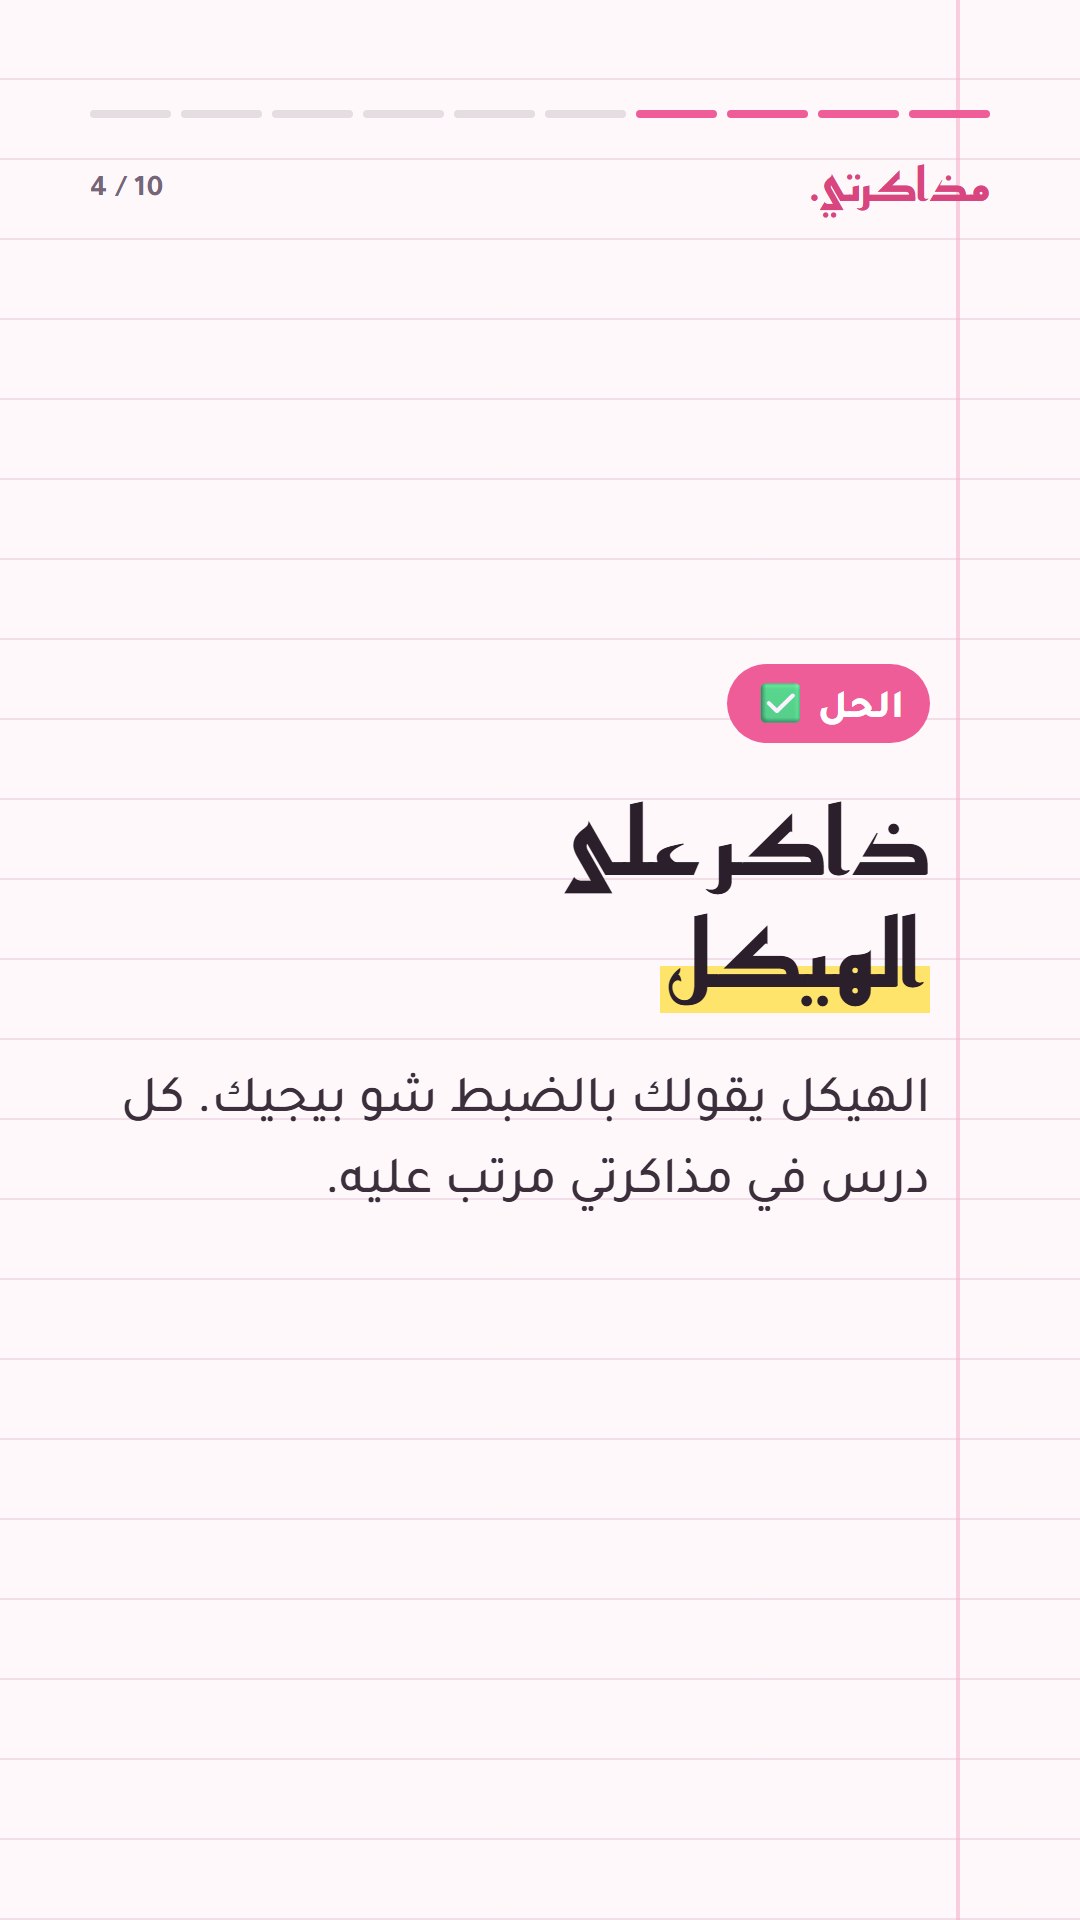 مذاكرتي.
4 / 10
الحل ✅
ذاكر على
الهيكل
الهيكل يقولك بالضبط شو بيجيك. كل
درس في مذاكرتي مرتب عليه.